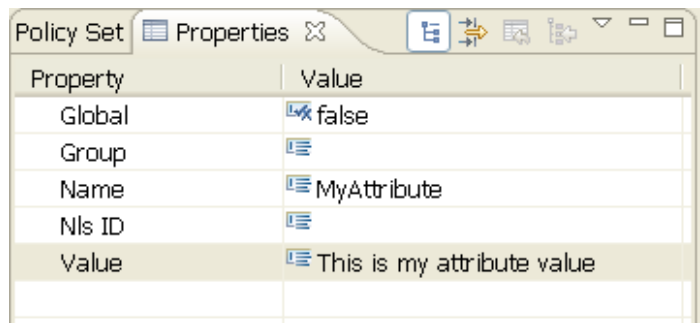 Policy Set Properties
Property Value
Global false
Group
Name MyAttribute
Nls ID
Value This is my attribute value